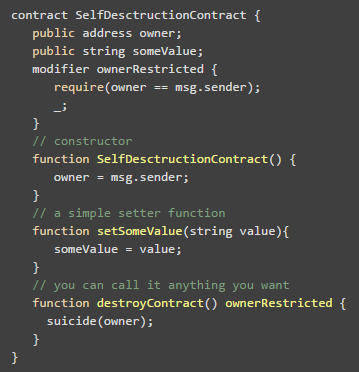 contract SelfDesctructionContract {
public address owner;
public string someValue;
modifier ownerRestricted {
require(owner == msg.sender);
_;
}
// constructor
function SelfDesctructionContract() {
owner = msg.sender;
}
// a simple setter function
function setSomeValue(string value){
someValue = value;
}
// you can call it anything you want
function destroyContract() ownerRestricted {
suicide(owner);
}
}